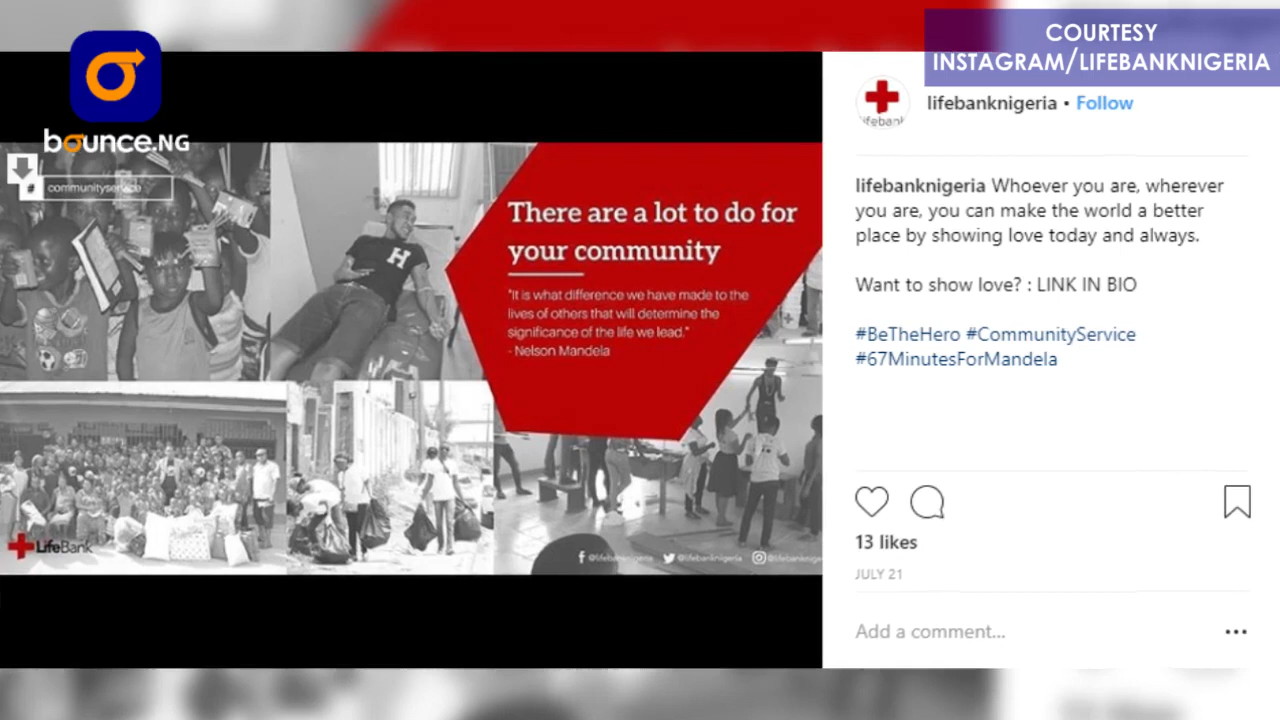 COURTESY
INSTAGRAM/LIFEBANKNIGERIA
bounce.NG
# communityservice
There are a lot to do for
your community
"It is what difference we have made to the
lives of others that will determine the
significance of the life we lead."
- Nelson Mandela
H
LifeBank
@lifebanknigeria @lifebanknigeria @lifebanknige
lifebank
lifebanknigeria • Follow
lifebanknigeria Whoever you are, wherever
you are, you can make the world a better
place by showing love today and always.
Want to show love? : LINK IN BIO
#BeTheHero #CommunityService
#67MinutesForMandela
13 likes
JULY 21
Add a comment...